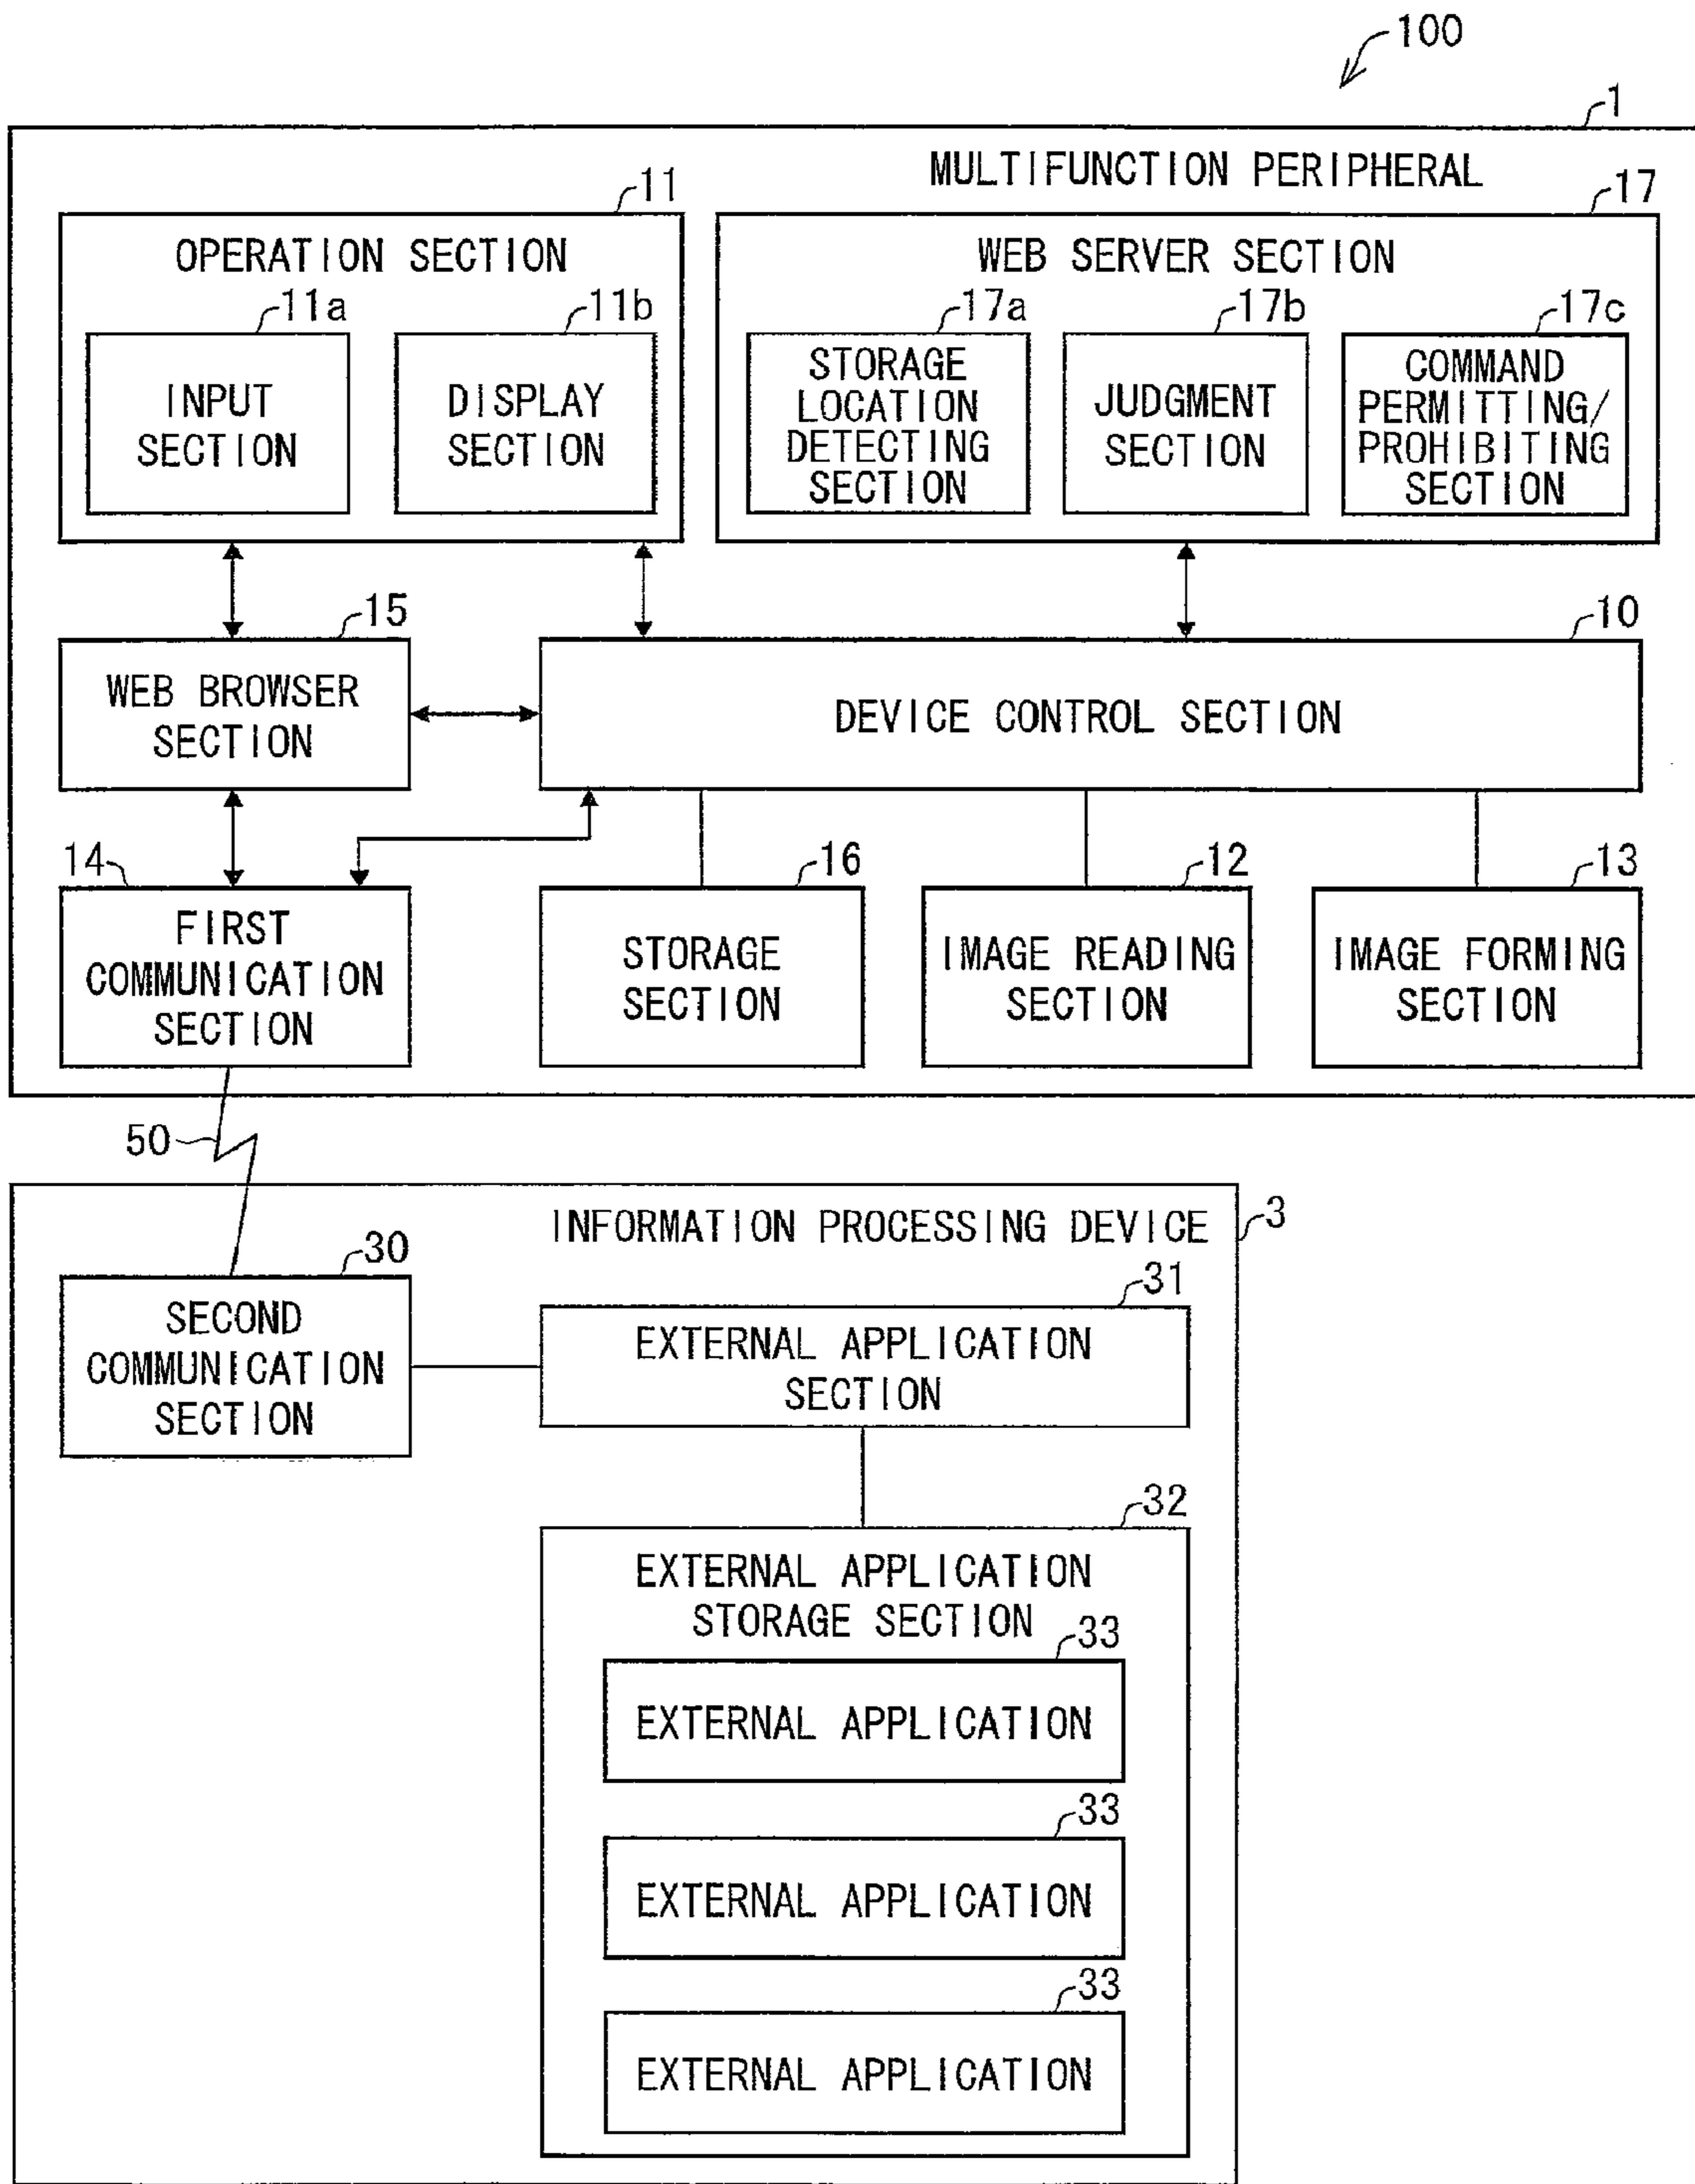 100
1
MULTIFUNCTION PERIPHERAL
11
OPERATION SECTION
11a
INPUT
SECTION
11b
DISPLAY
SECTION
17
WEB SERVER SECTION
17a
STORAGE
LOCATION
DETECTING
SECTION
17b
JUDGMENT
SECTION
17c
COMMAND
PERMITTING/
PROHIBITING
SECTION
15
WEB BROWSER
SECTION
10
DEVICE CONTROL SECTION
14
FIRST
COMMUNICATION
SECTION
16
STORAGE
SECTION
12
IMAGE READING
SECTION
13
IMAGE FORMING
SECTION
50
INFORMATION PROCESSING DEVICE
3
30
SECOND
COMMUNICATION
SECTION
31
EXTERNAL APPLICATION
SECTION
32
EXTERNAL APPLICATION
STORAGE SECTION
33
EXTERNAL APPLICATION
33
EXTERNAL APPLICATION
33
EXTERNAL APPLICATION